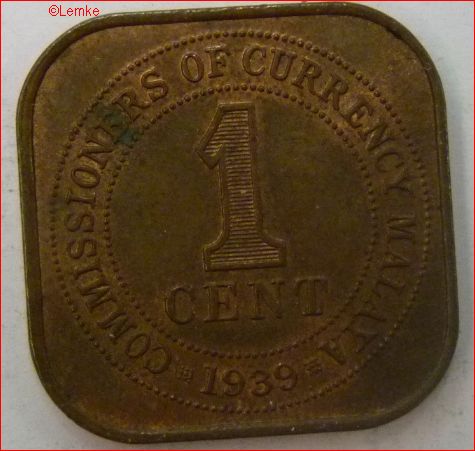 ©Lemke
COMMISSIONERS OF CURRENCY MALAYA
1
CENT
1939